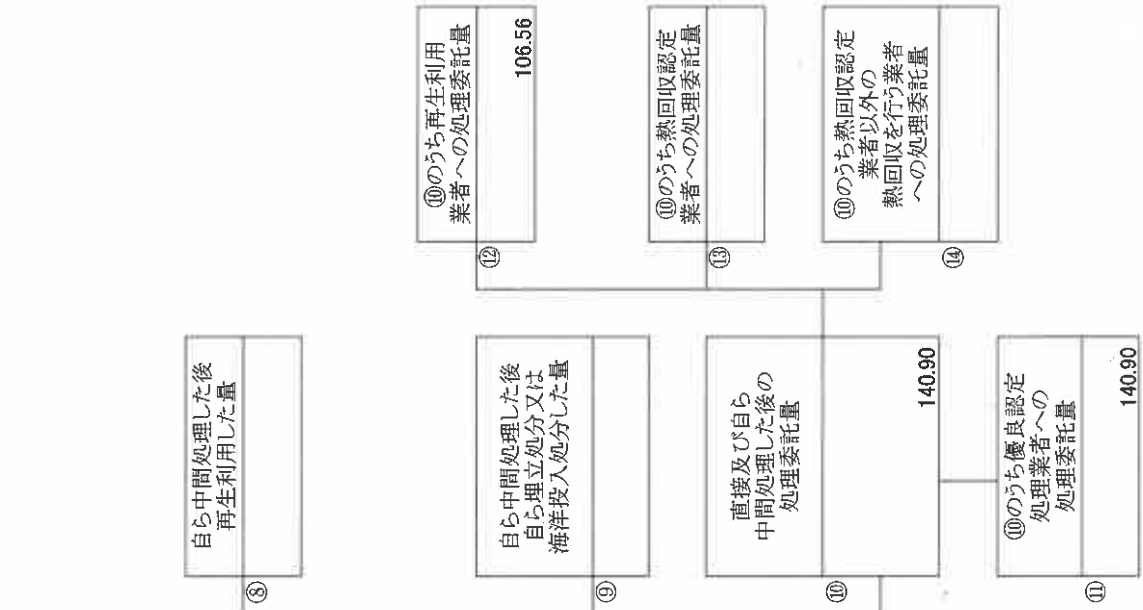 ⑧
自ら中間処理した後
再生利用した量
⑨
自ら中間処理した後
自ら埋立処分又は
海洋投入処分した量
⑩
直接及び自ら
中間処理した後の
処理委託量
140.90
⑪
⑩のうち優良認定
処理業者への
処理委託量
140.90
⑫
⑩のうち再生利用
業者への処理委託量
106.56
⑬
⑩のうち熱回収認定
業者への処理委託量
⑭
⑩のうち熱回収認定
業者以外の
熱回収を行う業者
への処理委託量